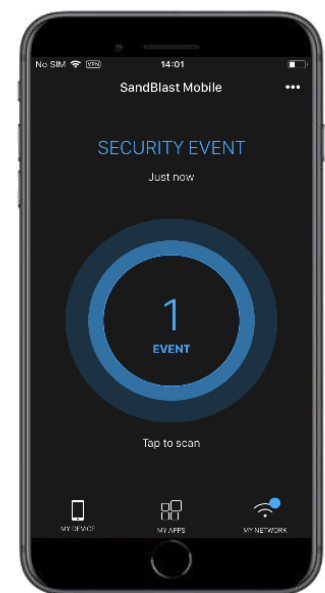 No SIM VPN 14:01
SandBlast Mobile
SECURITY EVENT
Just now
1
EVENT
Tap to scan
MY DEVICE MY APPS MY NETWORK